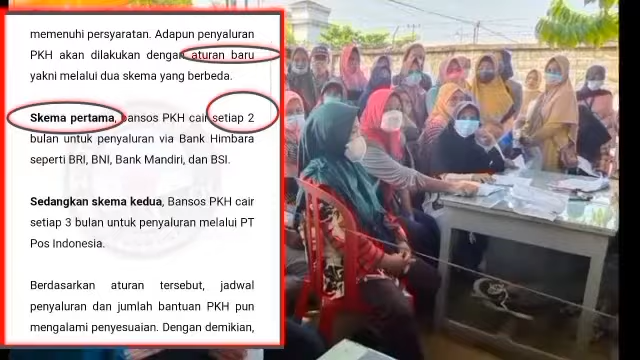 memenuhi persyaratan. Adapun penyaluran
PKH akan dilakukan dengan aturan baru
yakni melalui dua skema yang berbeda.
Skema pertama, bansos PKH cair setiap 2
bulan untuk penyaluran via Bank Himbara
seperti BRI, BNI, Bank Mandiri, dan BSI.
Sedangkan skema kedua, Bansos PKH cair
setiap 3 bulan untuk penyaluran melalui PT
Pos Indonesia.
Berdasarkan aturan tersebut, jadwal
penyaluran dan jumlah bantuan PKH pun
mengalami penyesuaian. Dengan demikian,